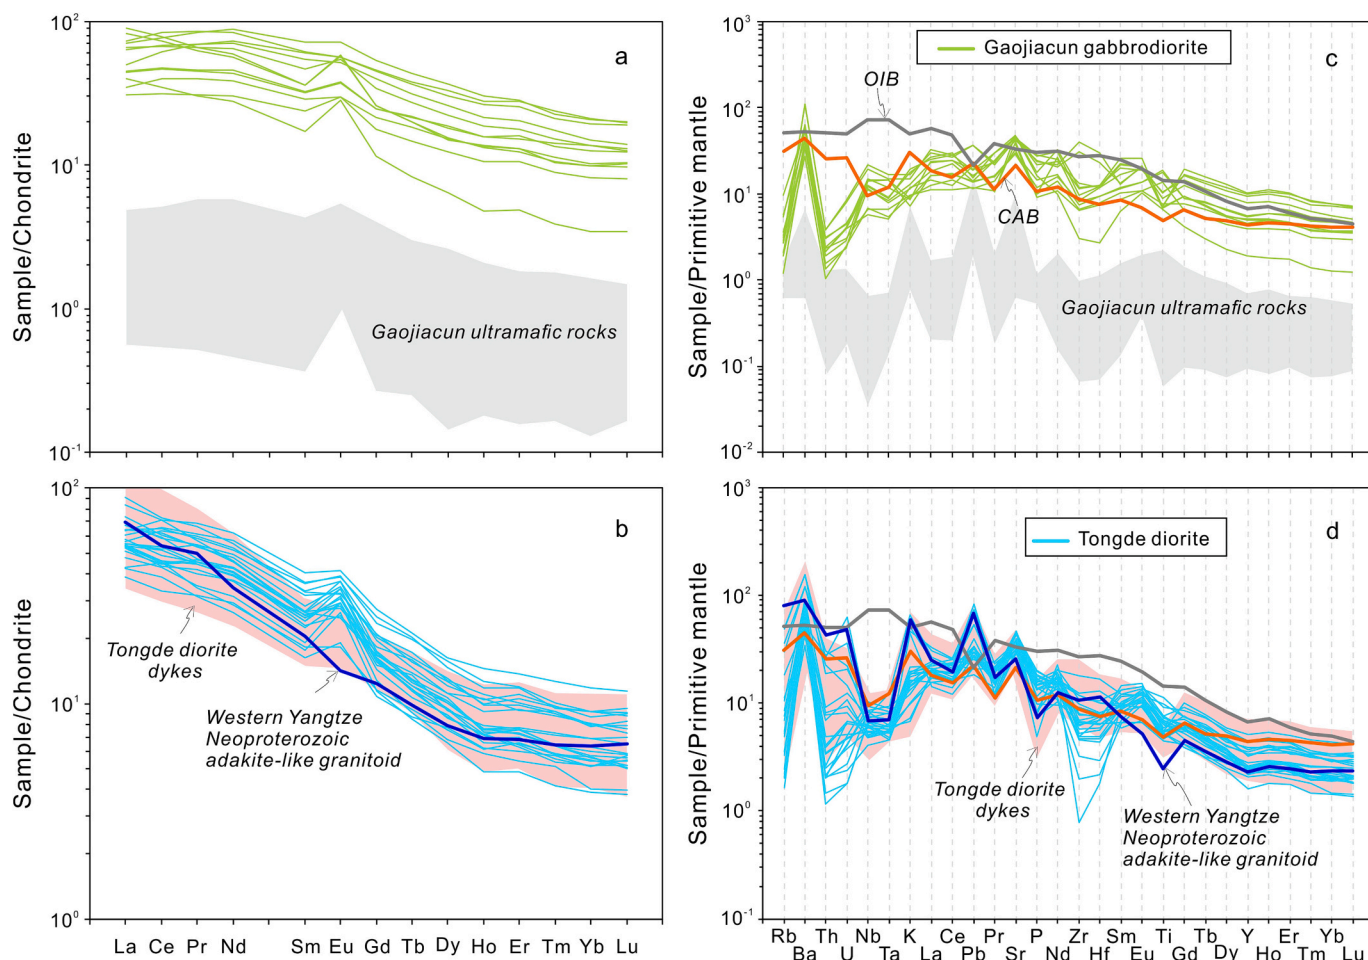 Sample/Chondrite
10²
10¹
10⁰
10⁻¹
a
Gaojiacun ultramafic rocks
Sample/Primitive mantle
10³
10²
10¹
10⁰
10⁻¹
10⁻²
Gaojiacun gabbrodiorite
c
OIB
CAB
Gaojiacun ultramafic rocks
Sample/Chondrite
10²
10¹
10⁰
b
Tongde diorite
dykes
Western Yangtze
Neoproterozoic
adakite-like granitoid
La Ce Pr Nd Sm Eu Gd Tb Dy Ho Er Tm Yb Lu
Sample/Primitive mantle
10³
10²
10¹
10⁰
10⁻¹
Tongde diorite
d
Tongde diorite
dykes
Western Yangtze
Neoproterozoic
adakite-like granitoid
Rb Th Nb K Ce Pr P Zr Sm Ti Tb Y Er Yb
Ba U Ta La Pb Sr Nd Hf Eu Gd Dy Ho Tm Lu